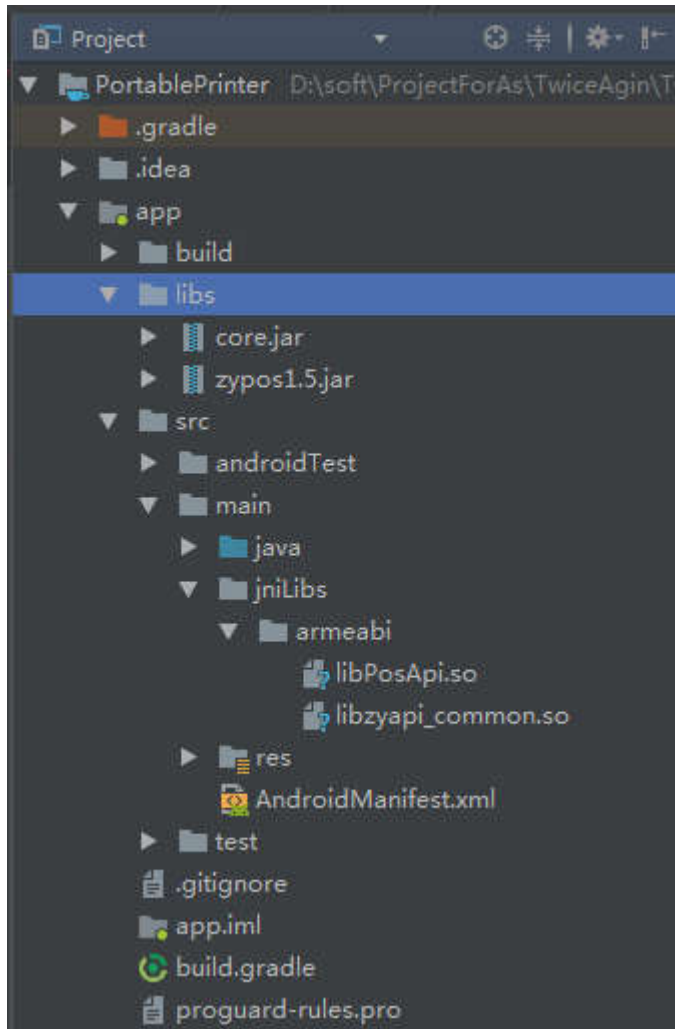 Project
PortablePrinter D:\soft\ProjectForAs\TwiceAgin\T
.gradle
.idea
app
build
libs
core.jar
zypos1.5.jar
src
androidTest
main
java
jniLibs
armeabi
libPosApi.so
libzyapi_common.so
res
AndroidManifest.xml
test
.gitignore
app.iml
build.gradle
proguard-rules.pro